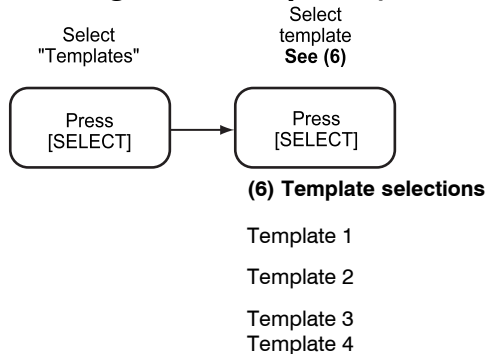 Select
"Templates"
Select
template
See (6)
Press
[SELECT]
Press
[SELECT]
(6) Template selections
Template 1
Template 2
Template 3
Template 4